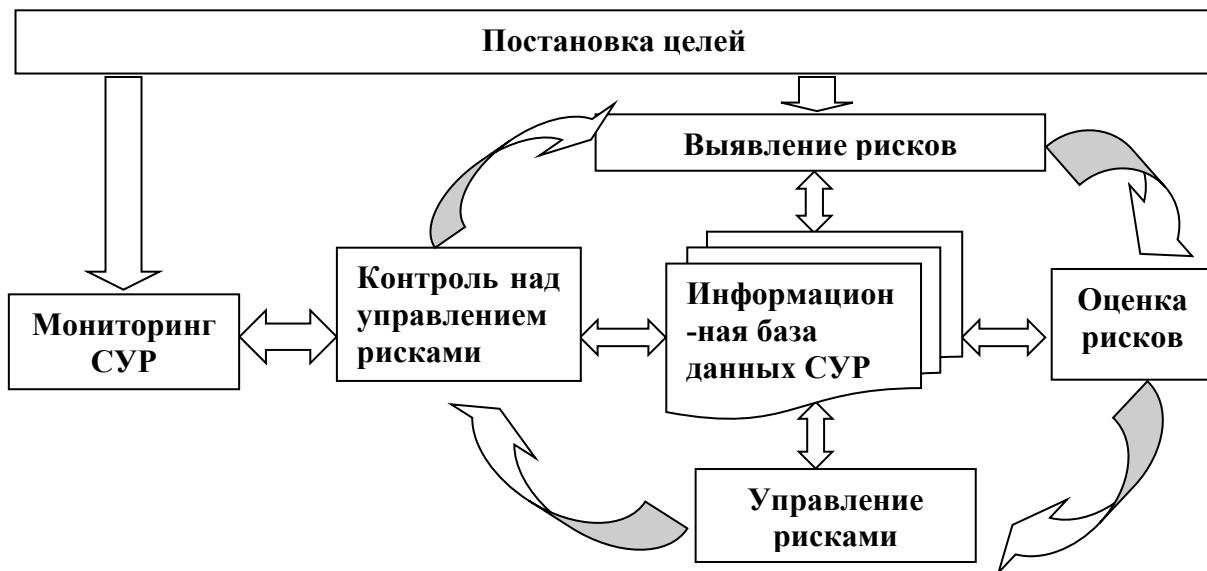 Постановка целей
Выявление рисков
Контроль над
управлением
рисками
Информацион
-ная база
данных СУР
Оценка
рисков
Мониторинг
СУР
Управление
рисками